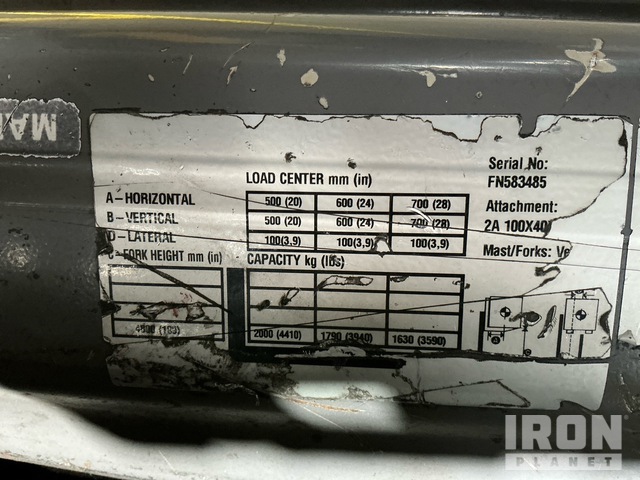 MAN
LOAD CENTER mm (in)
A-HORIZONTAL 500 (20) 600 (24) 700 (28)
B-VERTICAL 500 (20) 600 (24) 700 (28)
D-LATERAL 100(3,9) 100(3,9) 100(3,9)
C-FORK HEIGHT mm (in) CAPACITY kg (lbs)
2000 (4410) 1790 (3940) 1630 (3590)
Serial.No:
FN583485
Attachment:
2A 100X40
Mast/Forks: Ve
IRON
PLANET